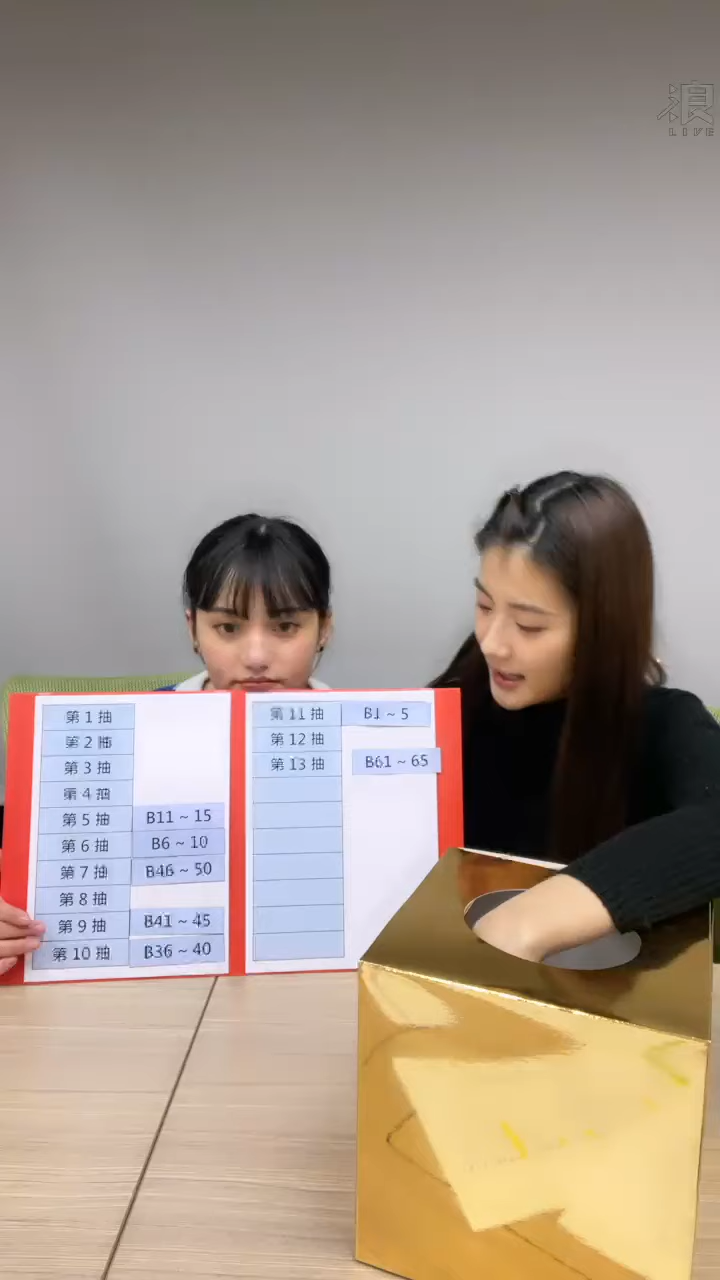 浪
LIVE
第 1 抽
第 2 抽
第 3 抽
第 4 抽
第 5 抽 B11 ~ 15
第 6 抽 B6 ~ 10
第 7 抽 B46 ~ 50
第 8 抽
第 9 抽 B41 ~ 45
第 10 抽 B36 ~ 40
第 11 抽 B1 ~ 5
第 12 抽
第 13 抽 B61 ~ 65